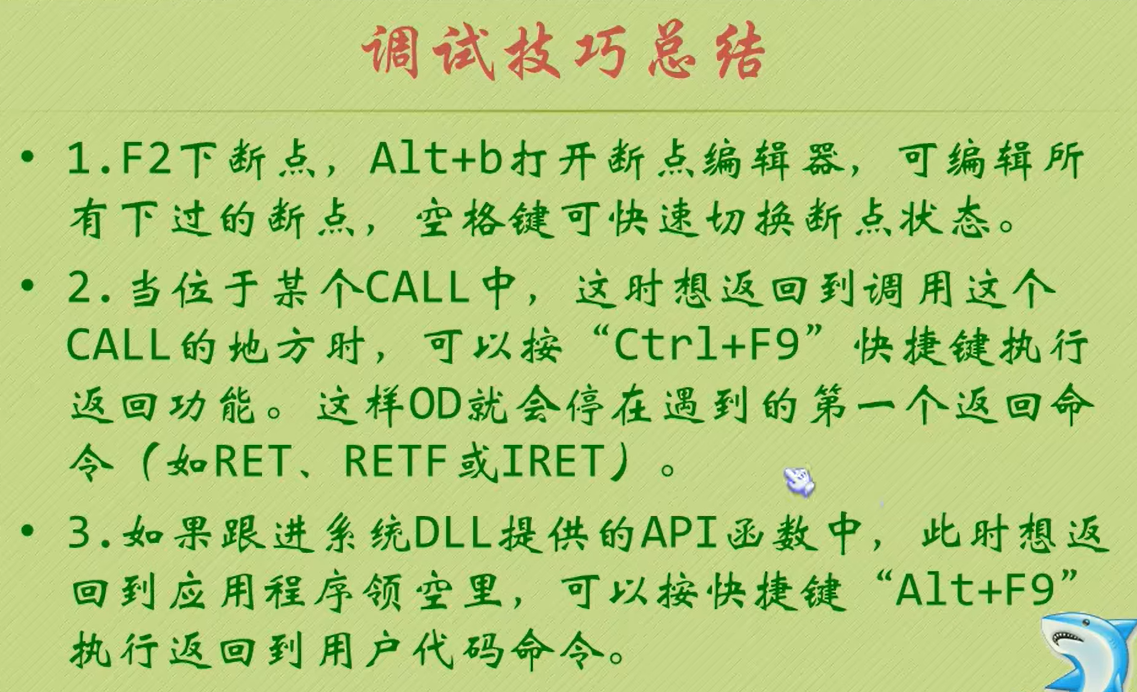 调试技巧总结
• 1.F2下断点，Alt+b打开断点编辑器，可编辑所
有下过的断点，空格键可快速切换断点状态。
• 2.当位于某个CALL中，这时想返回到调用这个
CALL的地方时，可以按“Ctrl+F9”快捷键执行
返回功能。这样OD就会停在遇到的第一个返回命
令（如RET、RETF或IRET）。
• 3.如果跟进系统DLL提供的API函数中，此时想返
回到应用程序领空里，可以按快捷键“Alt+F9”
执行返回到用户代码命令。